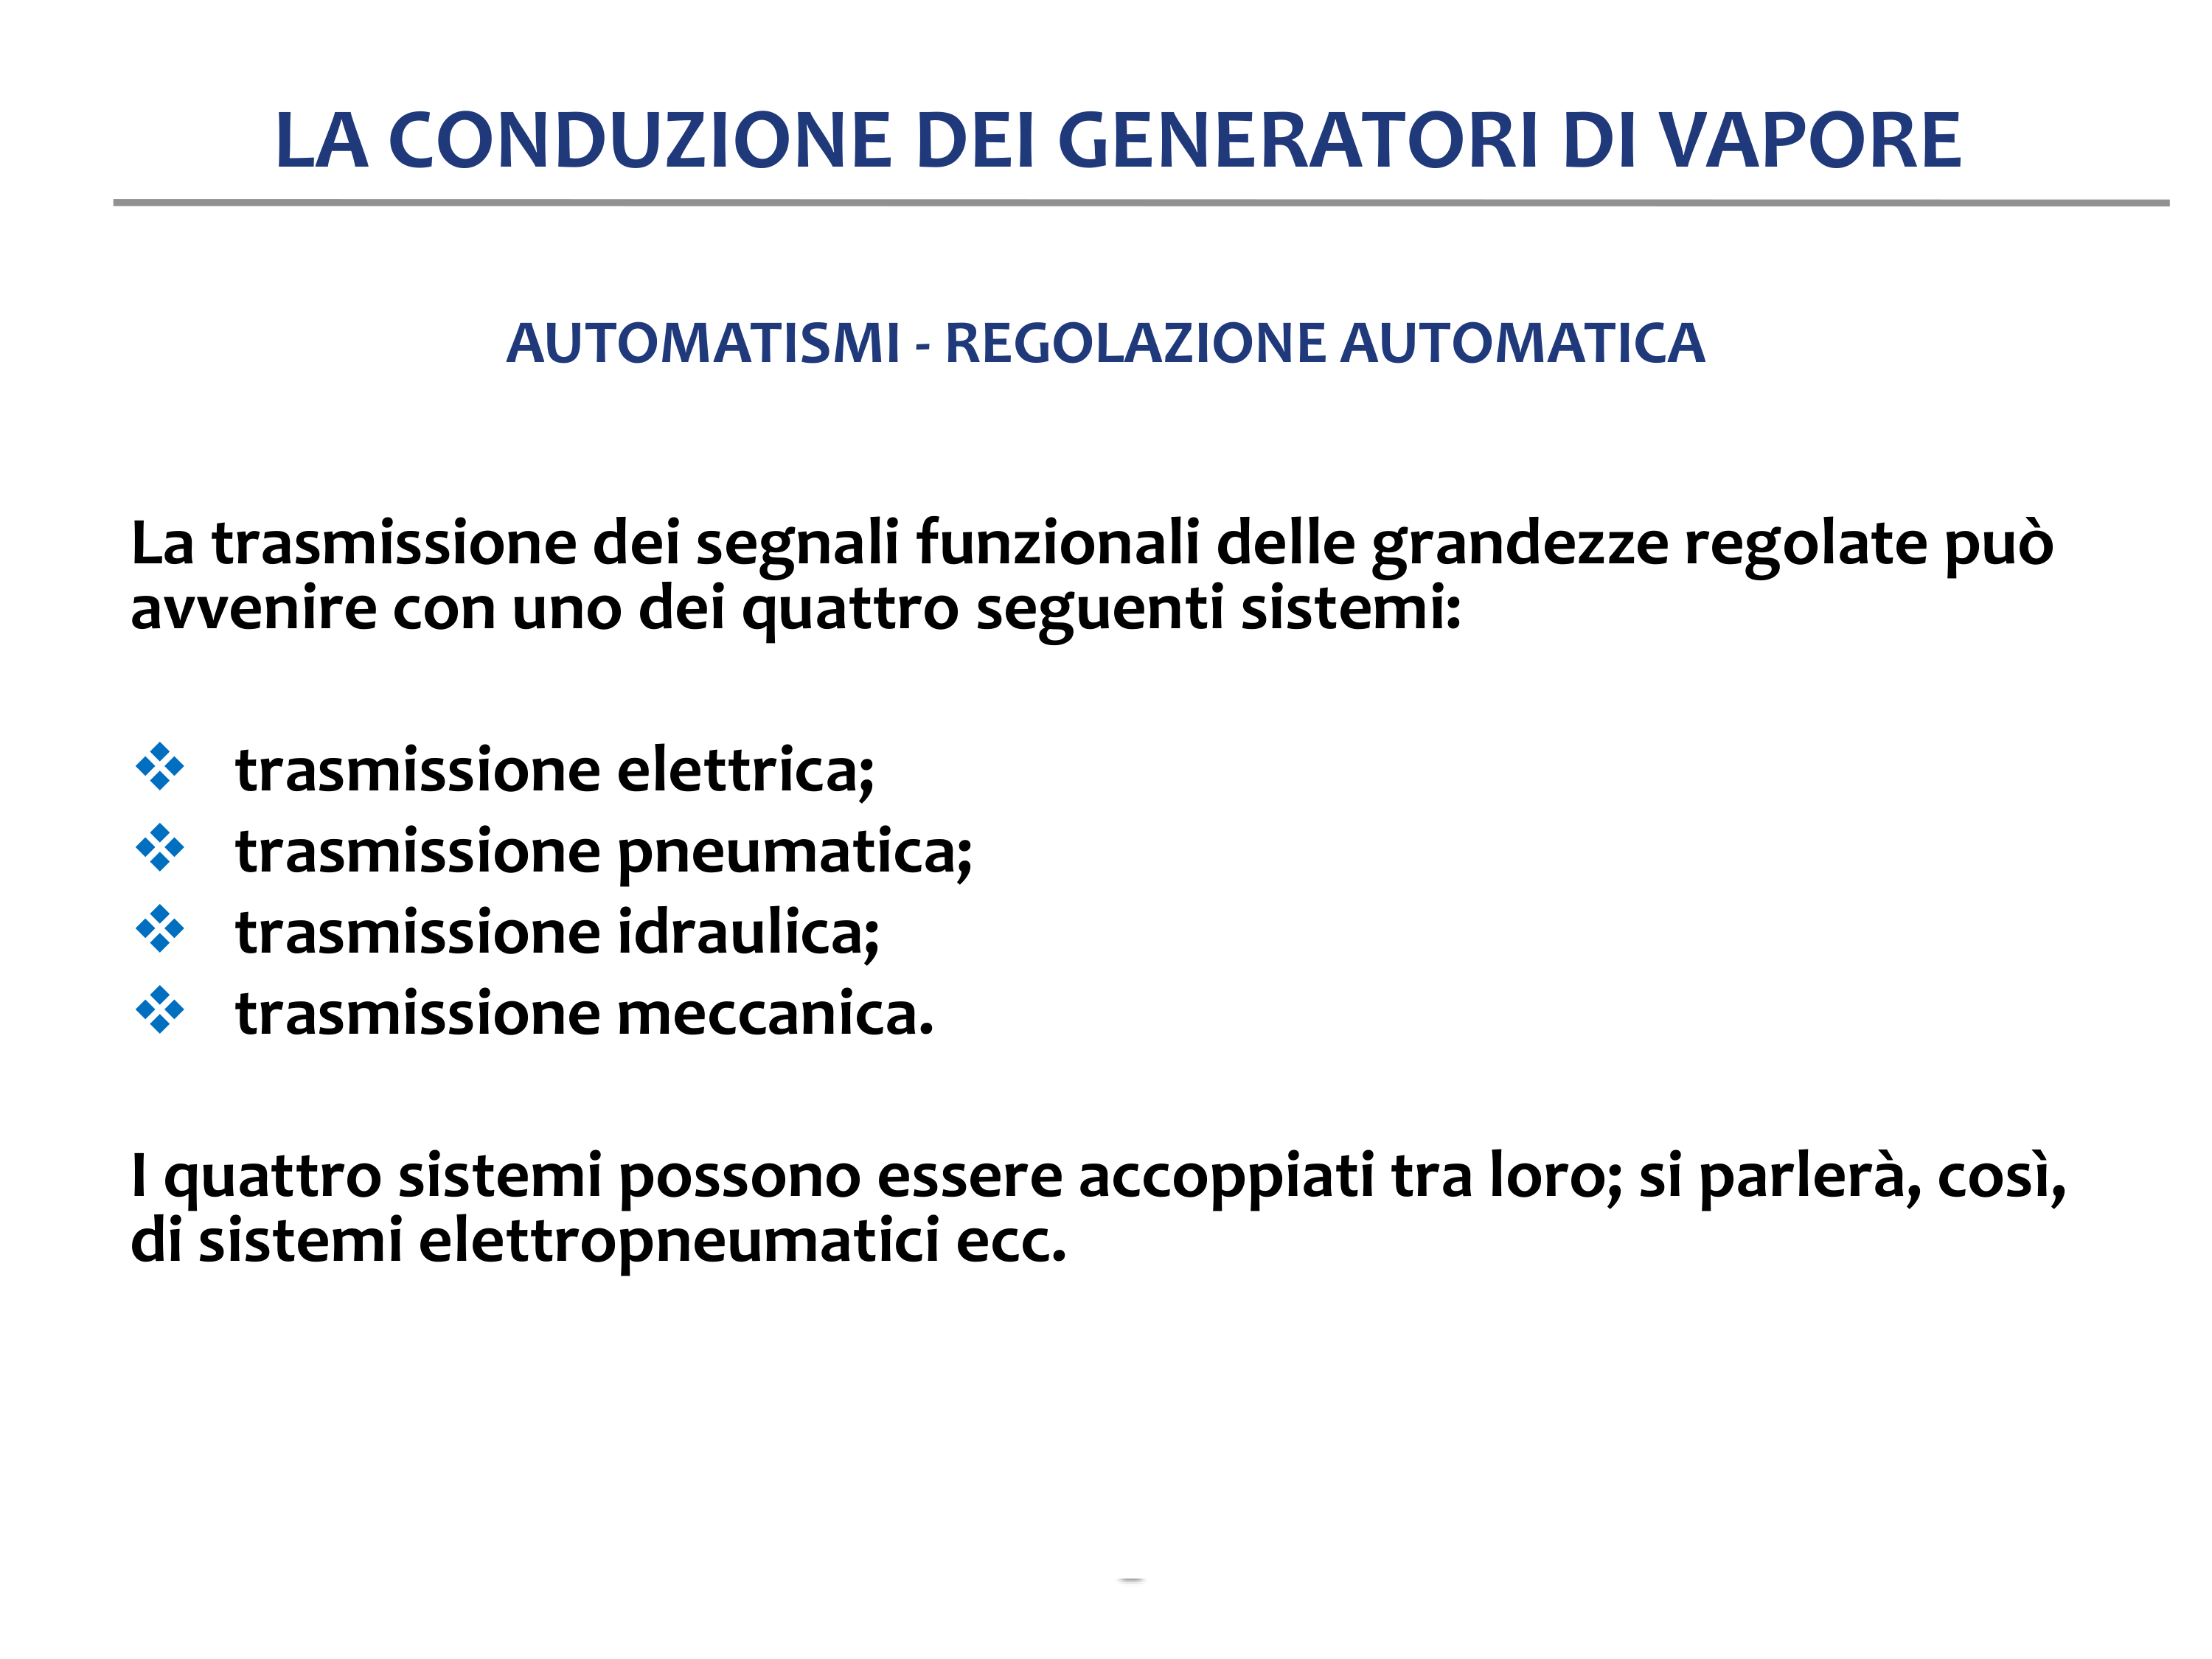 LA CONDUZIONE DEI GENERATORI DI VAPORE
AUTOMATISMI - REGOLAZIONE AUTOMATICA
La trasmissione dei segnali funzionali delle grandezze regolate può
avvenire con uno dei quattro seguenti sistemi:
❖ trasmissione elettrica;
❖ trasmissione pneumatica;
❖ trasmissione idraulica;
❖ trasmissione meccanica.
I quattro sistemi possono essere accoppiati tra loro; si parlerà, così,
di sistemi elettropneumatici ecc.